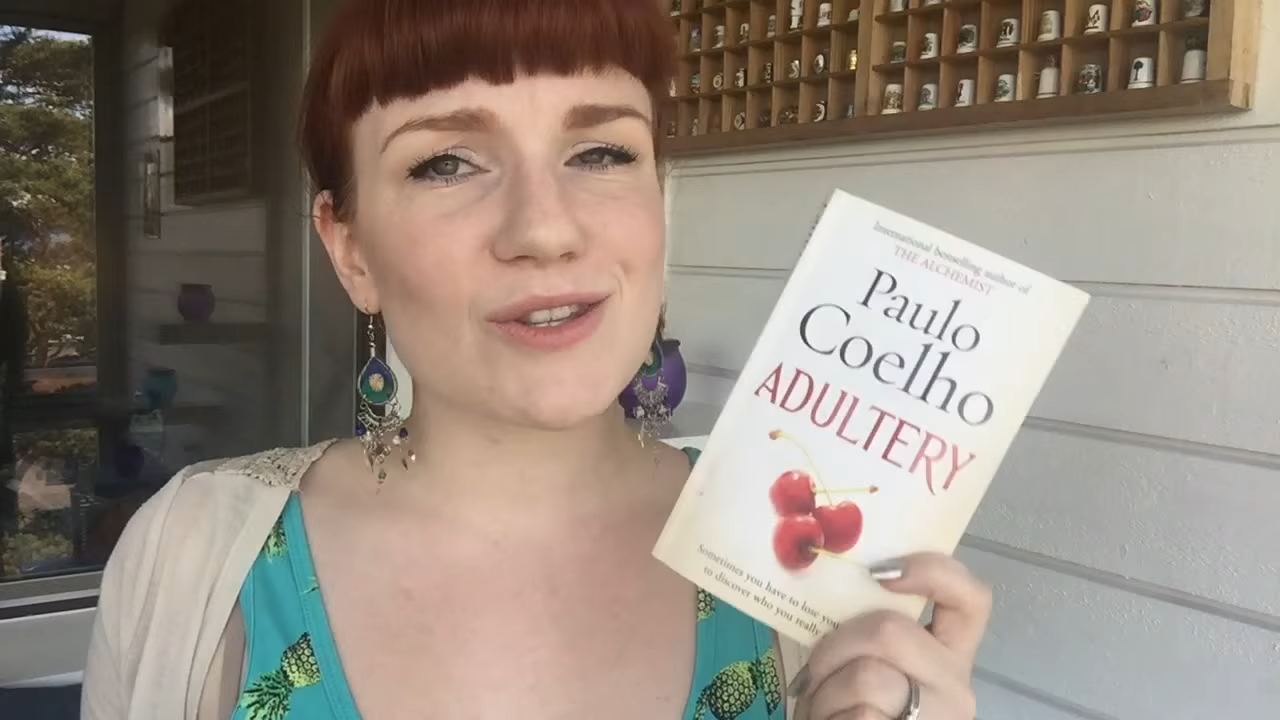 International bestselling author of
THE ALCHEMIST
Paulo
Coelho
ADULTERY
Sometimes you have to lose you
to discover who you really